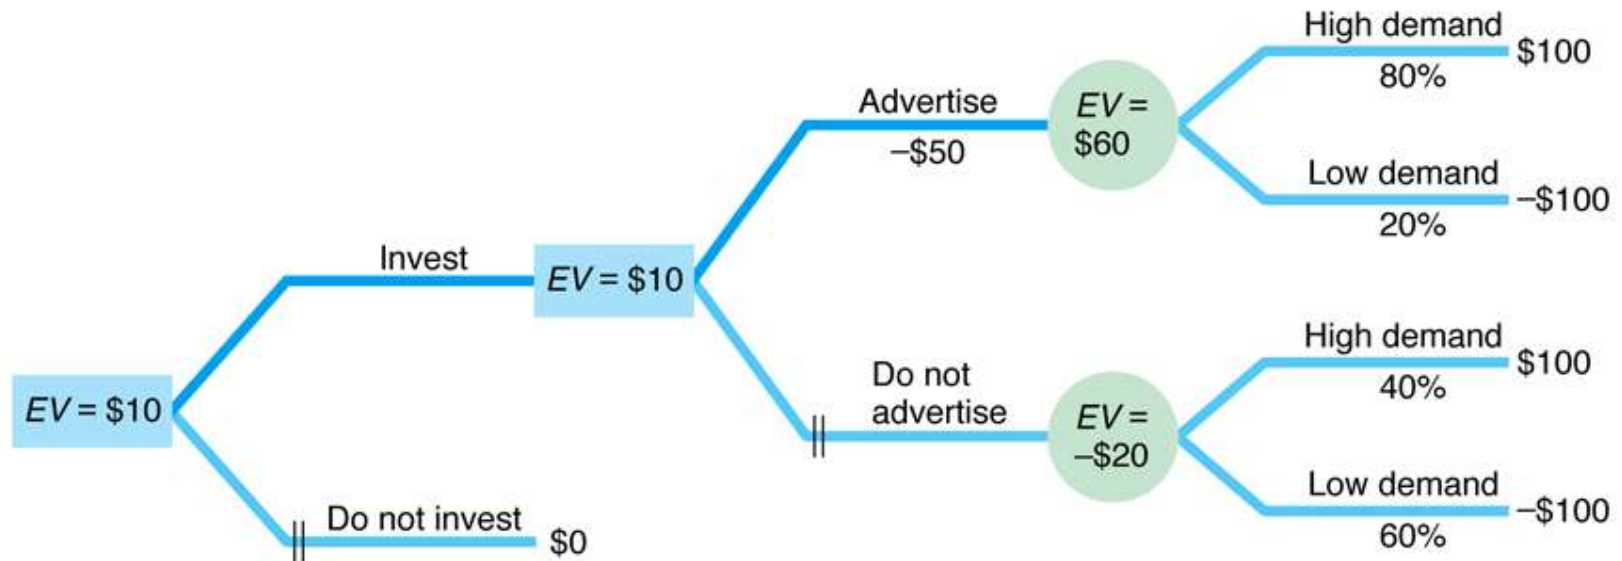 High demand
$100
80%
Advertise
–$50
EV =
$60
Low demand
–$100
20%
Invest
EV = $10
High demand
$100
40%
Do not
advertise
EV =
–$20
EV = $10
Low demand
–$100
60%
Do not invest
$0